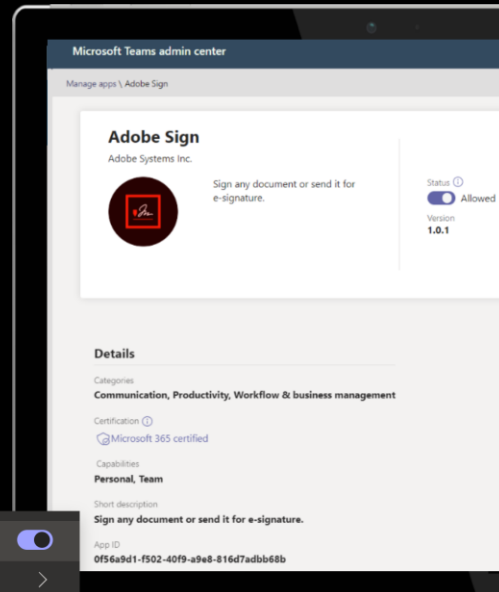 Microsoft Teams admin center
Manage apps \ Adobe Sign
Adobe Sign
Adobe Systems Inc.
Sign any document or send it for
e-signature.
Status
Allowed
Version
1.0.1
Details
Categories
Communication, Productivity, Workflow & business management
Certification
Microsoft 365 certified
Capabilities
Personal, Team
Short description
Sign any document or send it for e-signature.
App ID
0f56a9d1-f502-40f9-a9e8-816d7adbb68b